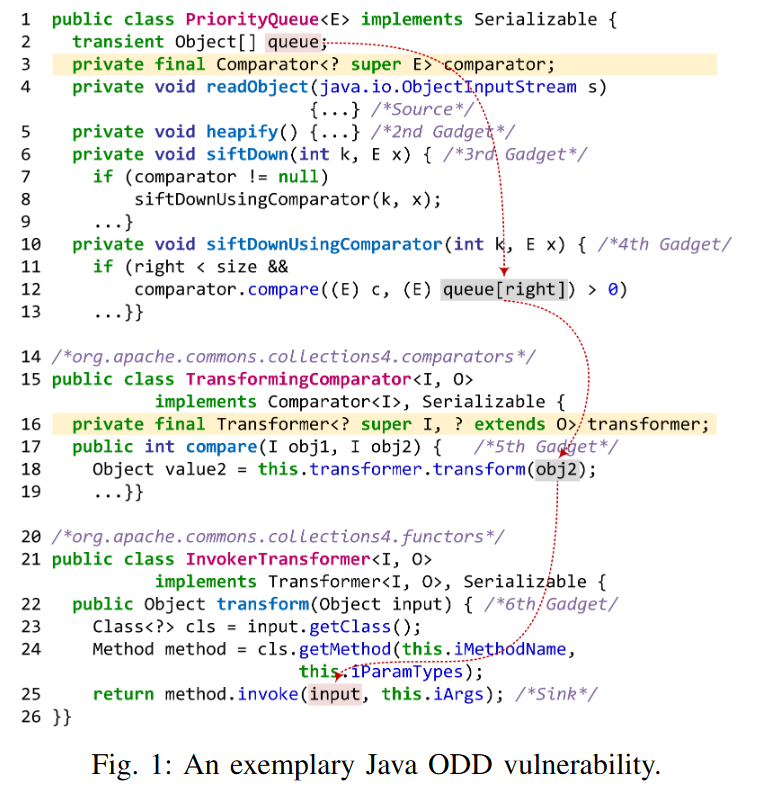 1 public class PriorityQueue<E> implements Serializable {
2 transient Object[] queue;
3 private final Comparator<? super E> comparator;
4 private void readObject(java.io.ObjectInputStream s)
{...} /*Source*/
5 private void heapify() {...} /*2nd Gadget*/
6 private void siftDown(int k, E x) { /*3rd Gadget*/
7 if (comparator != null)
8 siftDownUsingComparator(k, x);
9 ...}
10 private void siftDownUsingComparator(int k, E x) { /*4th Gadget/
11 if (right < size &&
12 comparator.compare((E) c, (E) queue[right]) > 0)
13 ...}}
14 /*org.apache.commons.collections4.comparators*/
15 public class TransformingComparator<I, O>
implements Comparator<I>, Serializable {
16 private final Transformer<? super I, ? extends O> transformer;
17 public int compare(I obj1, I obj2) { /*5th Gadget*/
18 Object value2 = this.transformer.transform(obj2);
19 ...}}
20 /*org.apache.commons.collections4.functors*/
21 public class InvokerTransformer<I, O>
implements Transformer<I, O>, Serializable {
22 public Object transform(Object input) { /*6th Gadget/
23 Class<?> cls = input.getClass();
24 Method method = cls.getMethod(this.iMethodName,
this.iParamTypes);
25 return method.invoke(input, this.iArgs); /*Sink*/
26 }}
Fig. 1: An exemplary Java ODD vulnerability.